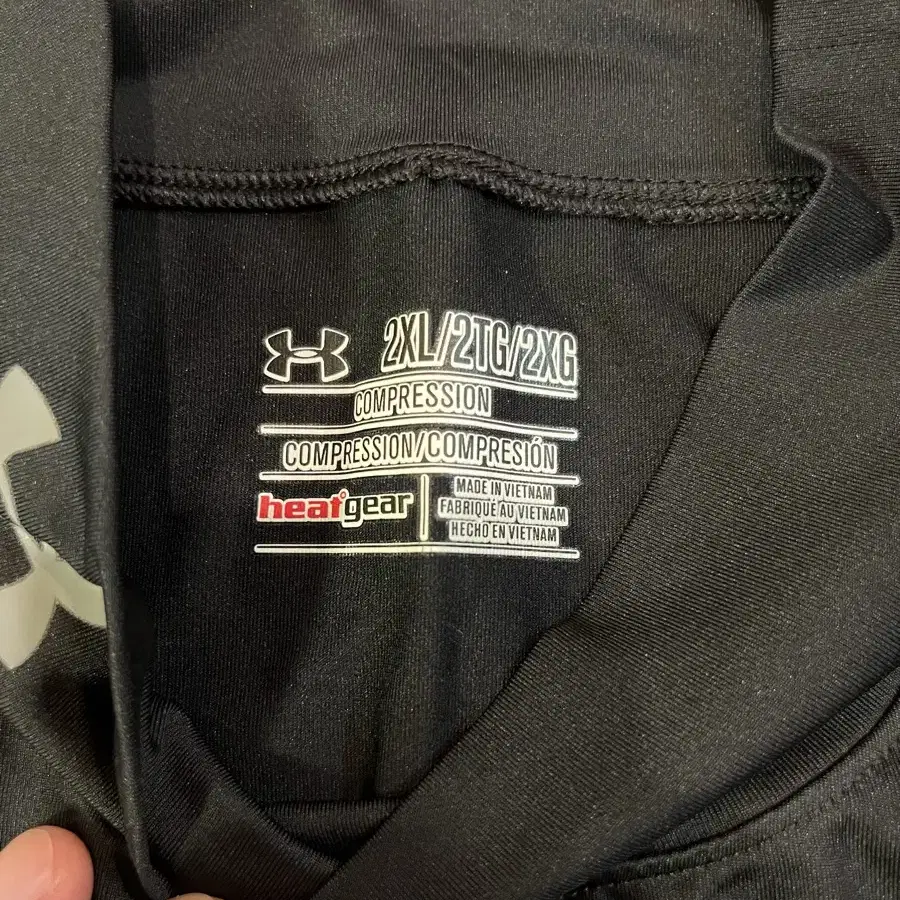 2XL/2TG/2XG
COMPRESSION
COMPRESSION/COMPRESIÓN
heatgear
MADE IN VIETNAM
FABRIQUÉ AU VIETNAM
HECHO EN VIETNAM